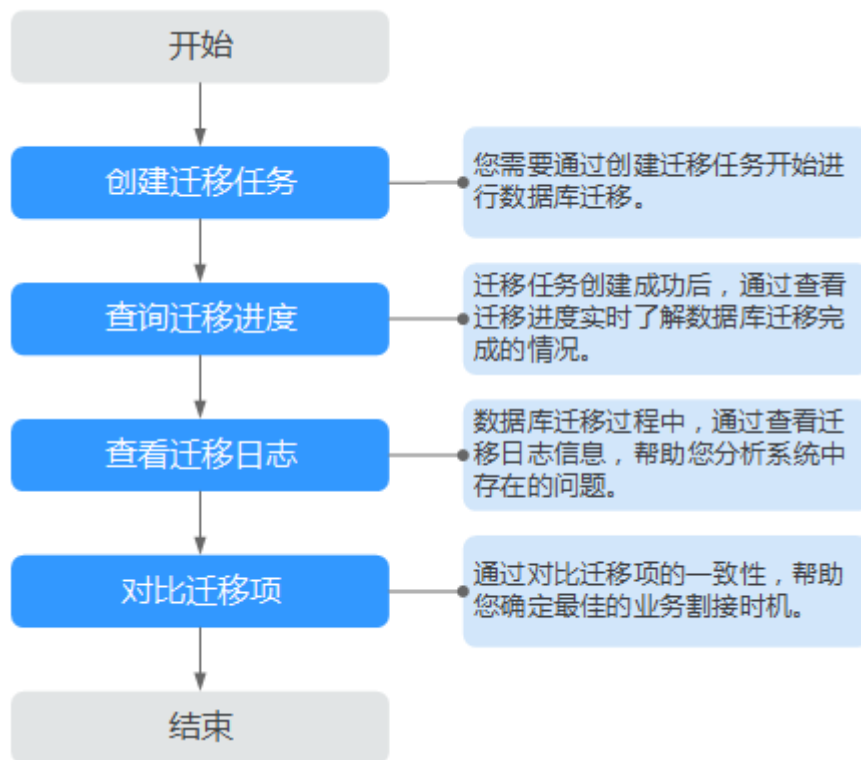 开始
创建迁移任务
您需要通过创建迁移任务开始进
行数据库迁移。
查询迁移进度
迁移任务创建成功后，通过查看
迁移进度实时了解数据库迁移完
成的情况。
查看迁移日志
数据库迁移过程中，通过查看迁
移日志信息，帮助您分析系统中
存在的问题。
对比迁移项
通过对比迁移项的一致性，帮助
您确定最佳的业务割接时机。
结束